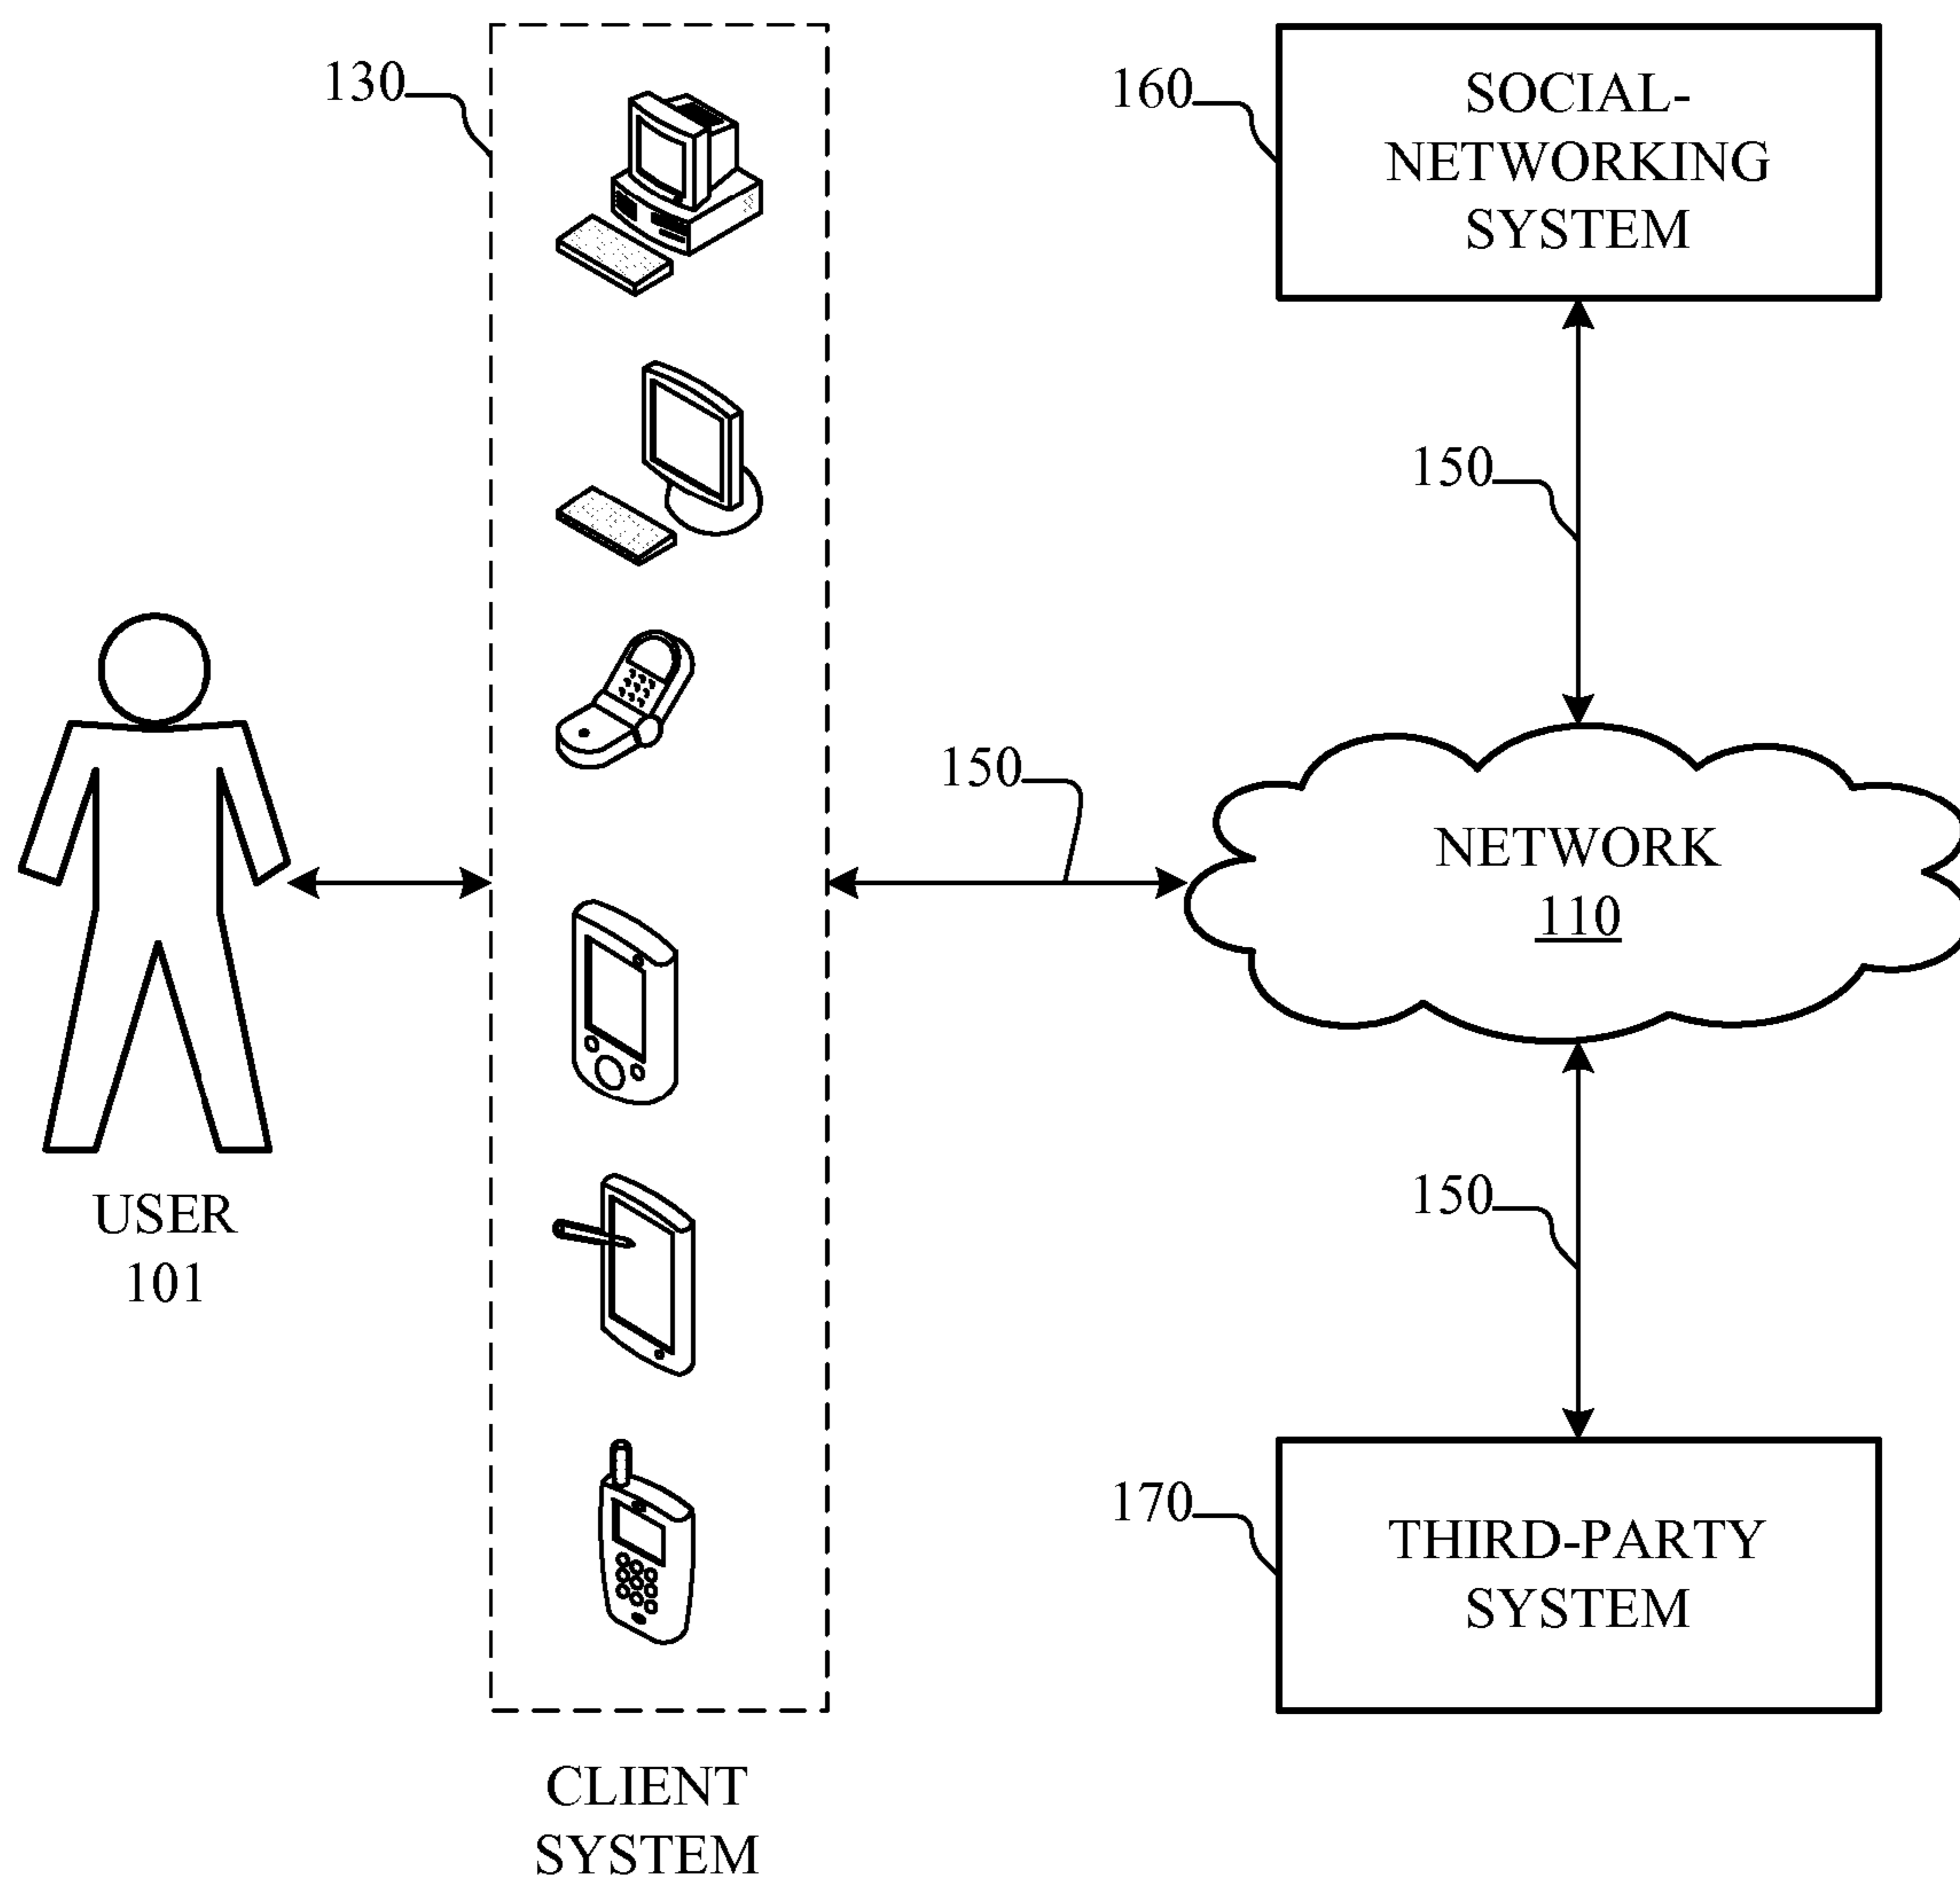 130
160
SOCIAL-
NETWORKING
SYSTEM
150
150
NETWORK
110
USER
101
150
170
THIRD-PARTY
SYSTEM
CLIENT
SYSTEM